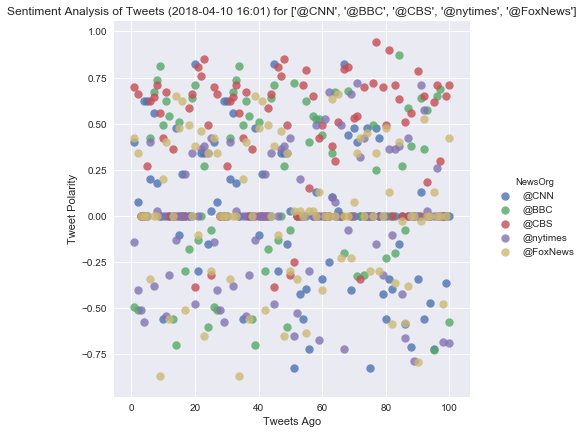 Sentiment Analysis of Tweets (2018-04-10 16:01) for ['@CNN', '@BBC', '@CBS', '@nytimes', '@FoxNews']
1.00
0.75
0.50
0.25
0.00
−0.25
−0.50
−0.75
Tweet Polarity
0
20
40
60
80
100
Tweets Ago
NewsOrg
@CNN
@BBC
@CBS
@nytimes
@FoxNews